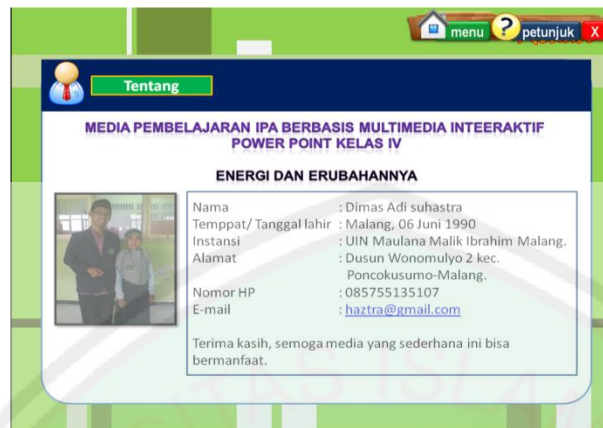 menu ? petunjuk X
Tentang
MEDIA PEMBELAJARAN IPA BERBASIS MULTIMEDIA INTEERAKTIF
POWER POINT KELAS IV
ENERGI DAN ERUBAHANNYA
Nama : Dimas Adi suhastra
Temppat/ Tanggal lahir : Malang, 06 Juni 1990
Instansi : UIN Maulana Malik Ibrahim Malang.
Alamat : Dusun Wonomulyo 2 kec.
Poncokusumo-Malang.
Nomor HP : 085755135107
E-mail : haztra@gmail.com
Terima kasih, semoga media yang sederhana ini bisa
bermanfaat.